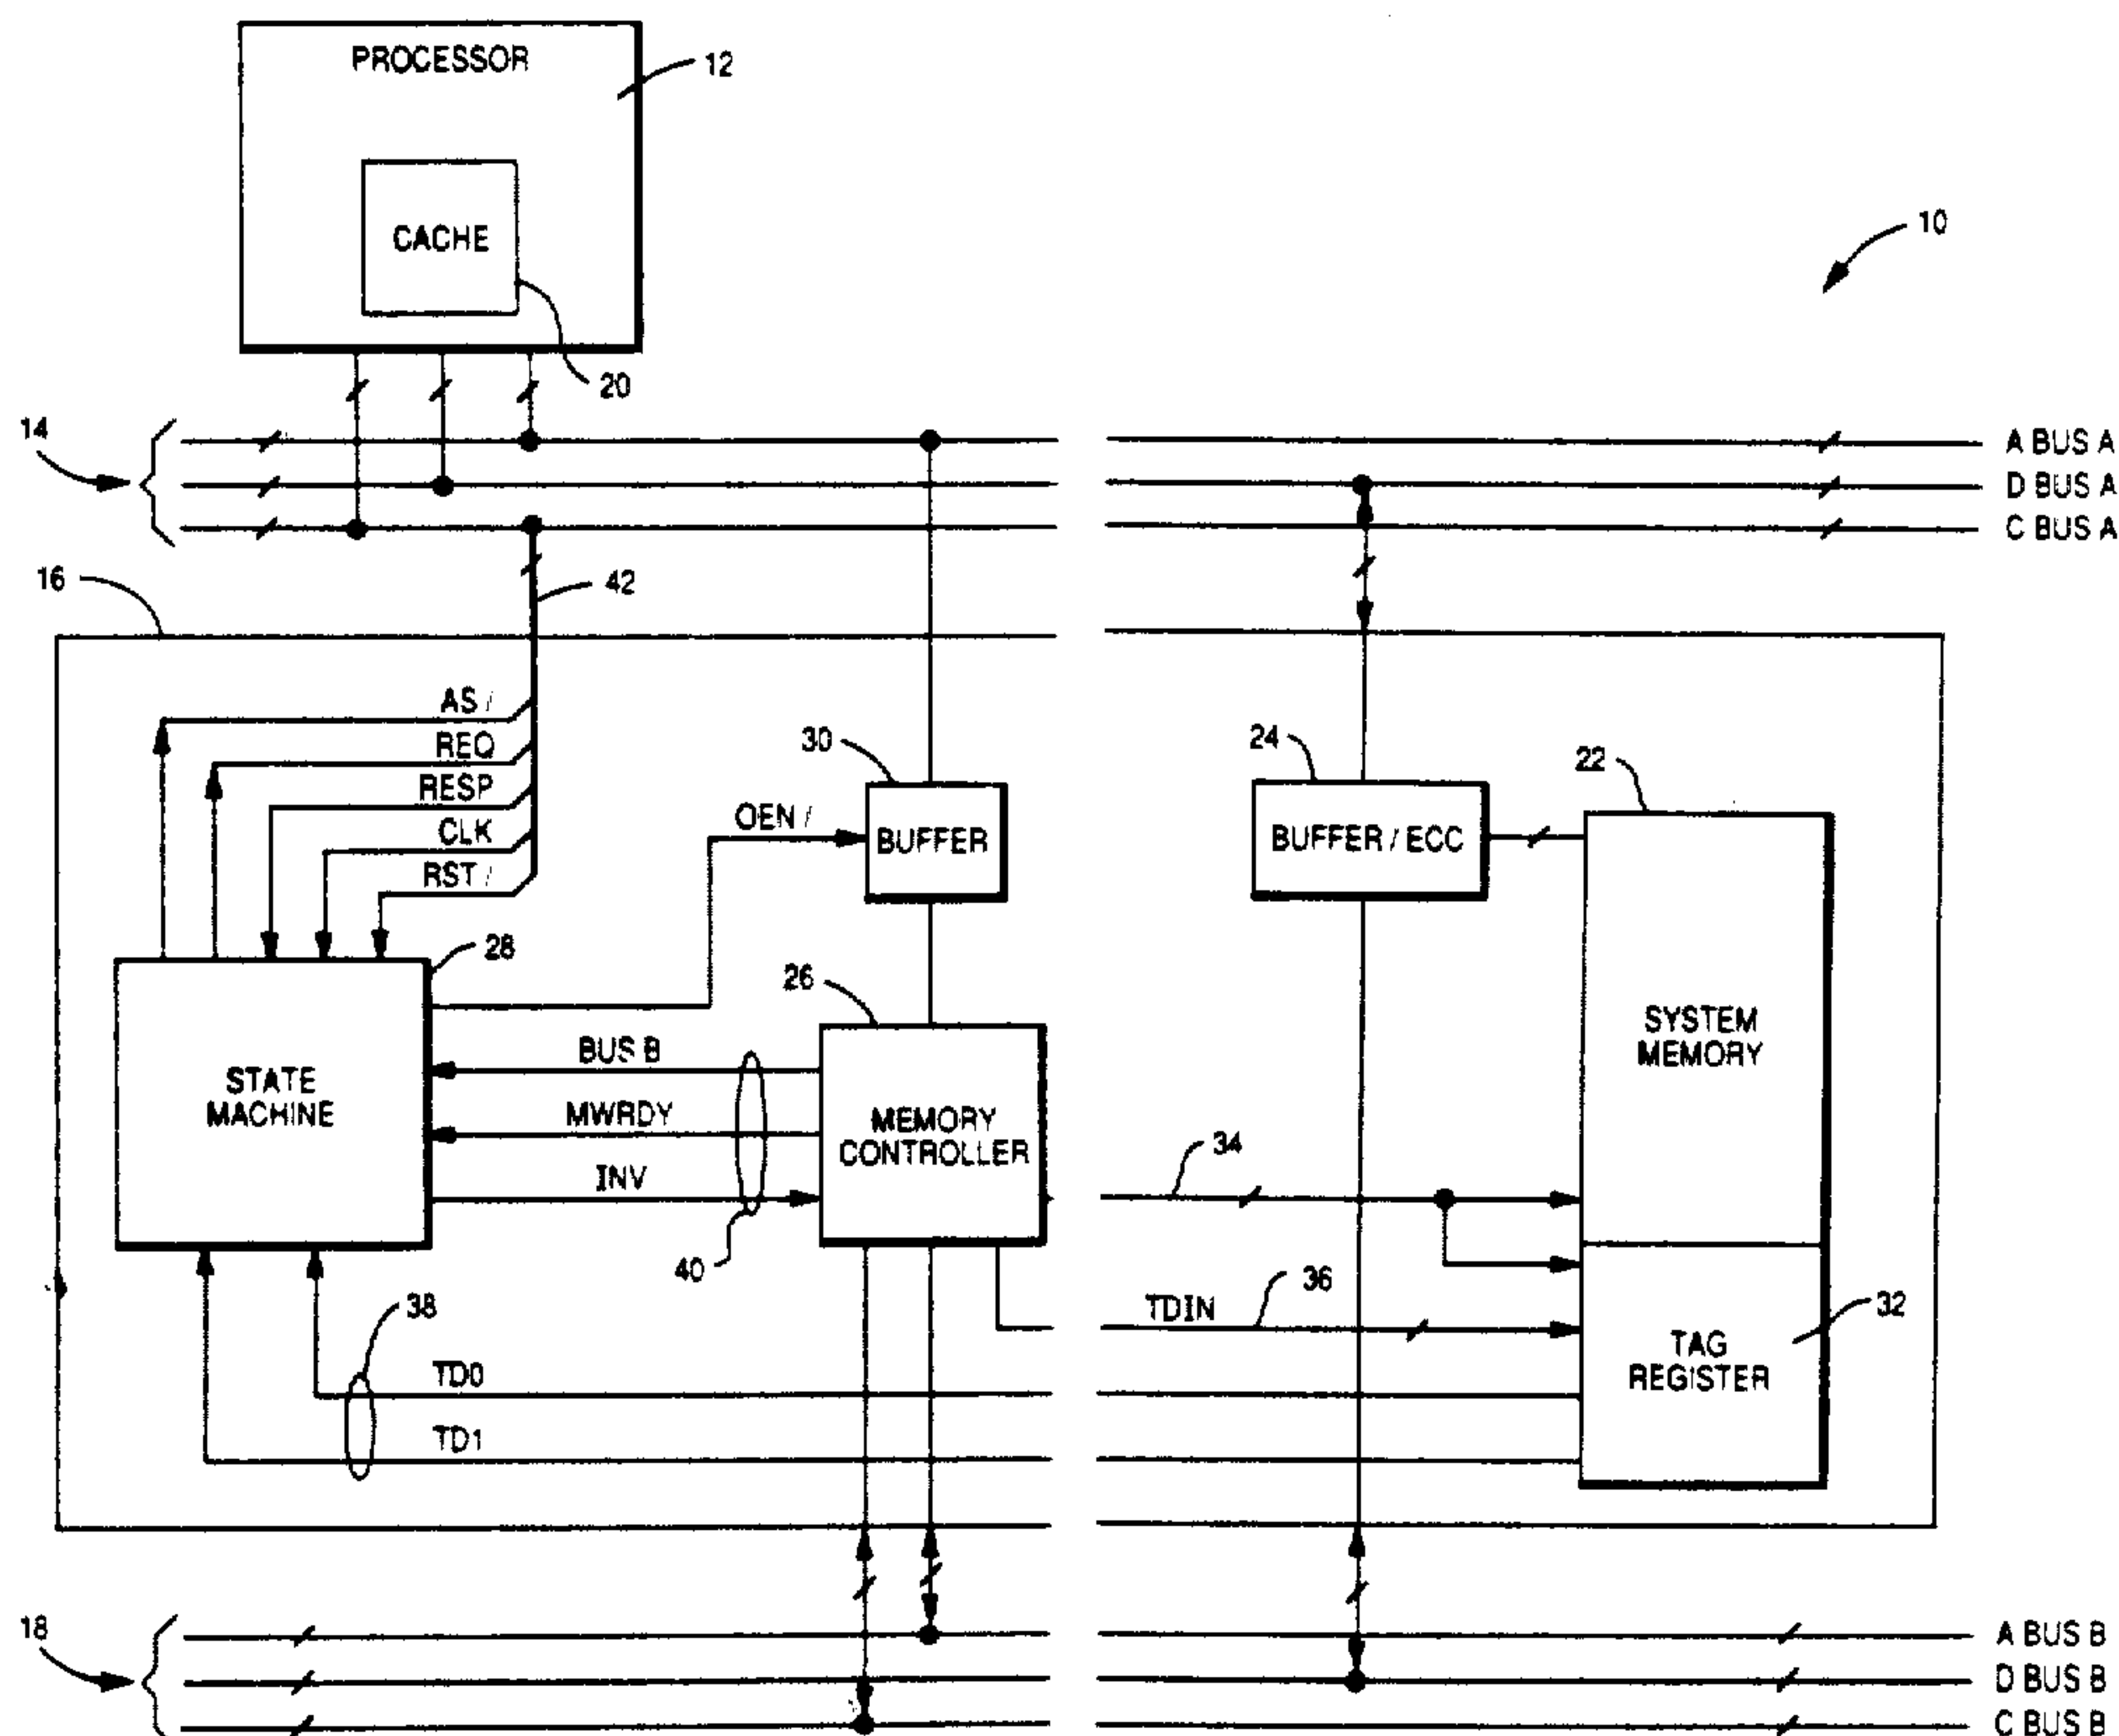 PROCESSOR
12
CACHE
10
20
14
A BUS A
D BUS A
C BUS A
16
42
AS /
REQ
RESP
CLK
RST /
30
24
22
OEN /
BUFFER
BUFFER / ECC
28
26
SYSTEM
MEMORY
BUS B
STATE
MACHINE
MWRDY
MEMORY
CONTROLLER
34
INV
40
38
36
TDIN
32
TAG
REGISTER
TD0
TD1
18
A BUS B
D BUS B
C BUS B